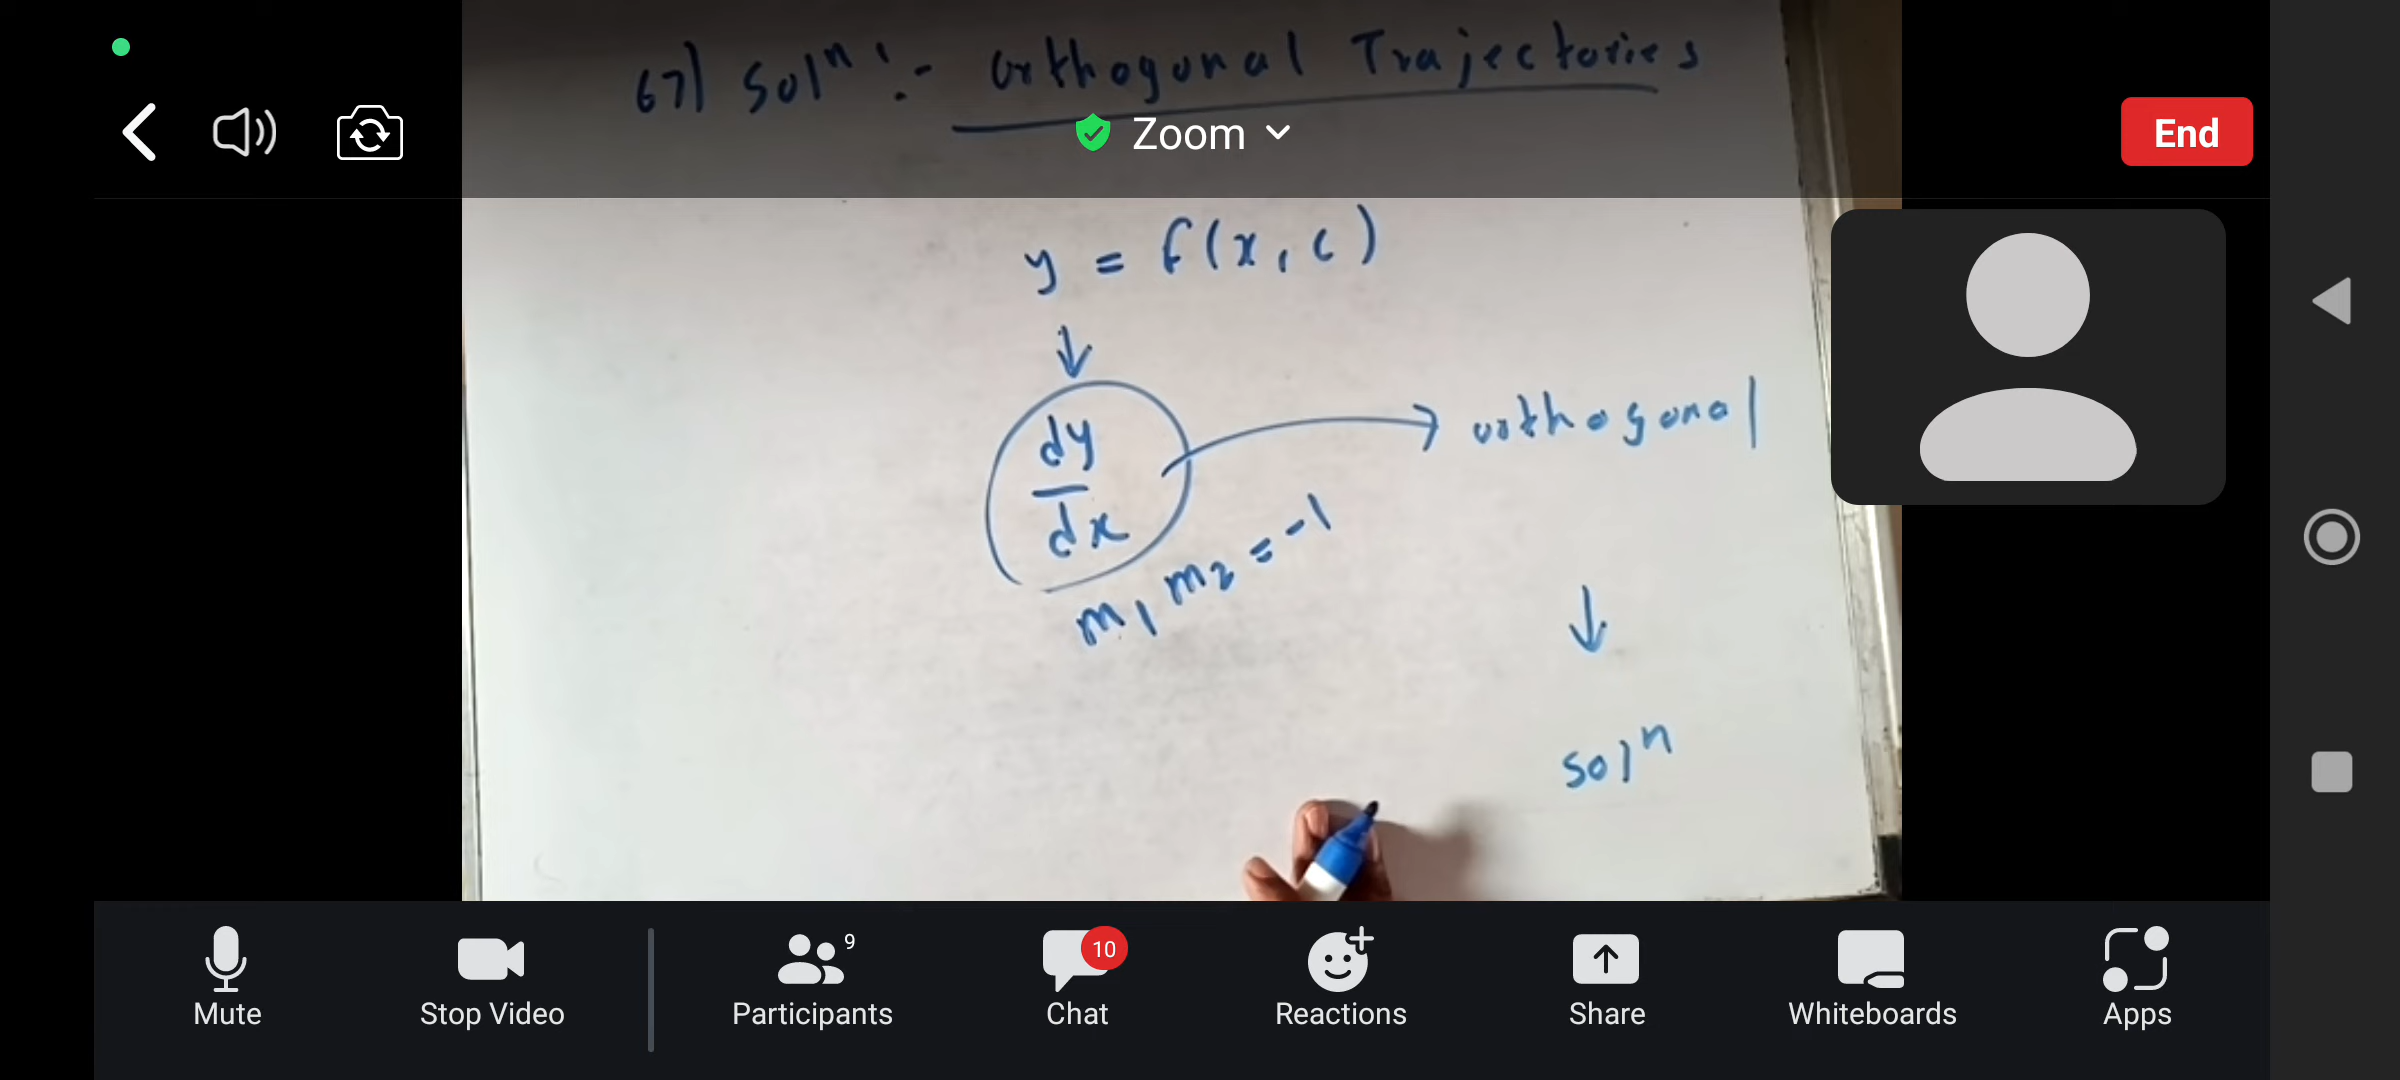 67) solⁿ :- Orthogonal Trajectories
Zoom
End
y = f(x, c)
↓
dy/dx → orthogonal
m₁ m₂ = -1
↓
solⁿ
Mute
Stop Video
Participants 9
Chat 10
Reactions
Share
Whiteboards
Apps